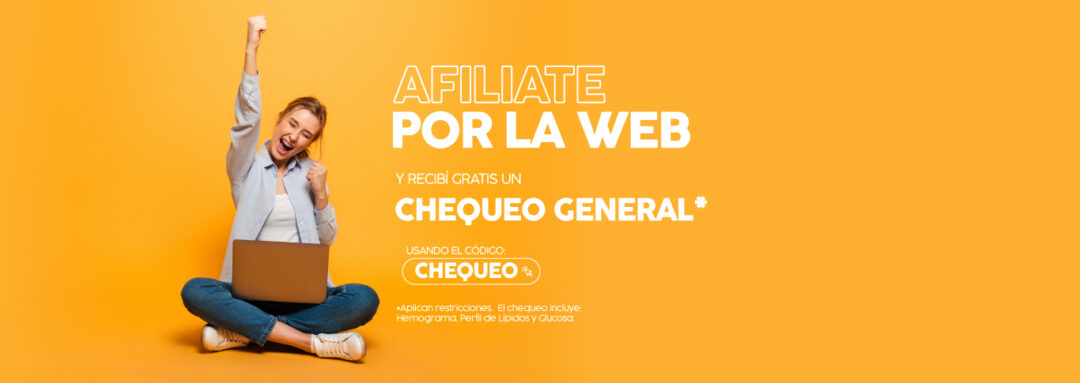 AFILIATE
POR LA WEB
Y RECIBÍ GRATIS UN
CHEQUEO GENERAL*
USANDO EL CÓDIGO:
CHEQUEO
*Aplican restricciones. El chequeo incluye:
Hemograma, Perfil de Lípidos y Glucosa.